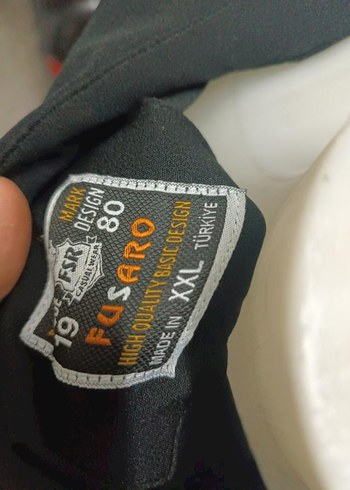 MARK
DESIGN
19 80
FSR
CASUAL WEAR
FUSARO
HIGH QUALITY BASIC DESIGN
MADE IN XXL TÜRKİYE